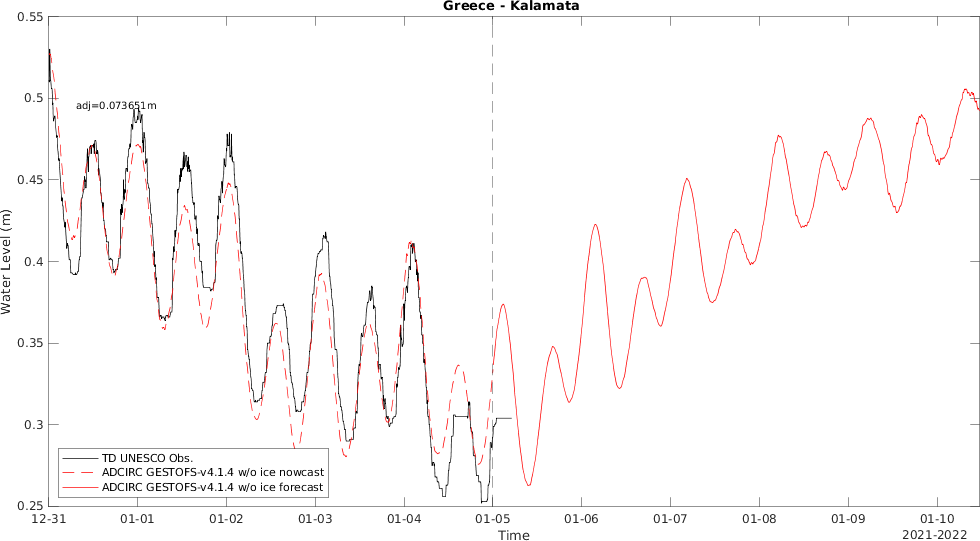 Greece - Kalamata
0.55
0.5
0.45
0.4
0.35
0.3
0.25
Water Level (m)
adj=0.073651m
TD UNESCO Obs.
ADCIRC GESTOFS-v4.1.4 w/o ice nowcast
ADCIRC GESTOFS-v4.1.4 w/o ice forecast
12-31 01-01 01-02 01-03 01-04 01-05 01-06 01-07 01-08 01-09 01-10
Time
2021-2022